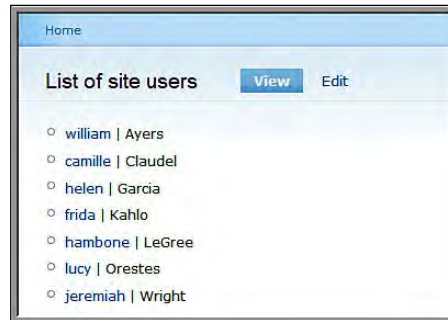 Home
List of site users View Edit
william | Ayers
camille | Claudel
helen | Garcia
frida | Kahlo
hambone | LeGree
lucy | Orestes
jeremiah | Wright